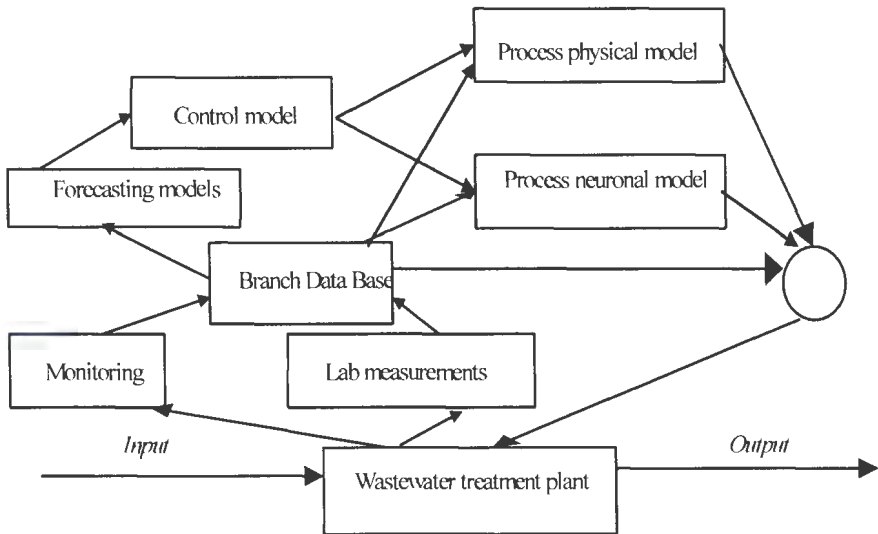 Process physical model
Control model
Process neuronal model
Forecasting models
Branch Data Base
Monitoring
Lab measurements
Input
Output
Wastewater treatment plant